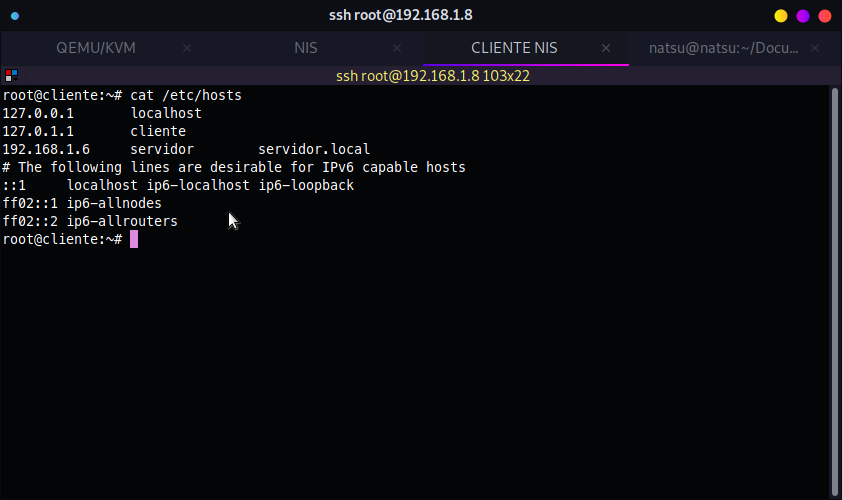 ssh root@192.168.1.8
QEMU/KVM × NIS × CLIENTE NIS × natsu@natsu:~/Docu... ×
ssh root@192.168.1.8 103x22
root@cliente:~# cat /etc/hosts
127.0.0.1       localhost
127.0.1.1       cliente
192.168.1.6     servidor        servidor.local
# The following lines are desirable for IPv6 capable hosts
::1     localhost ip6-localhost ip6-loopback
ff02::1 ip6-allnodes
ff02::2 ip6-allrouters
root@cliente:~#